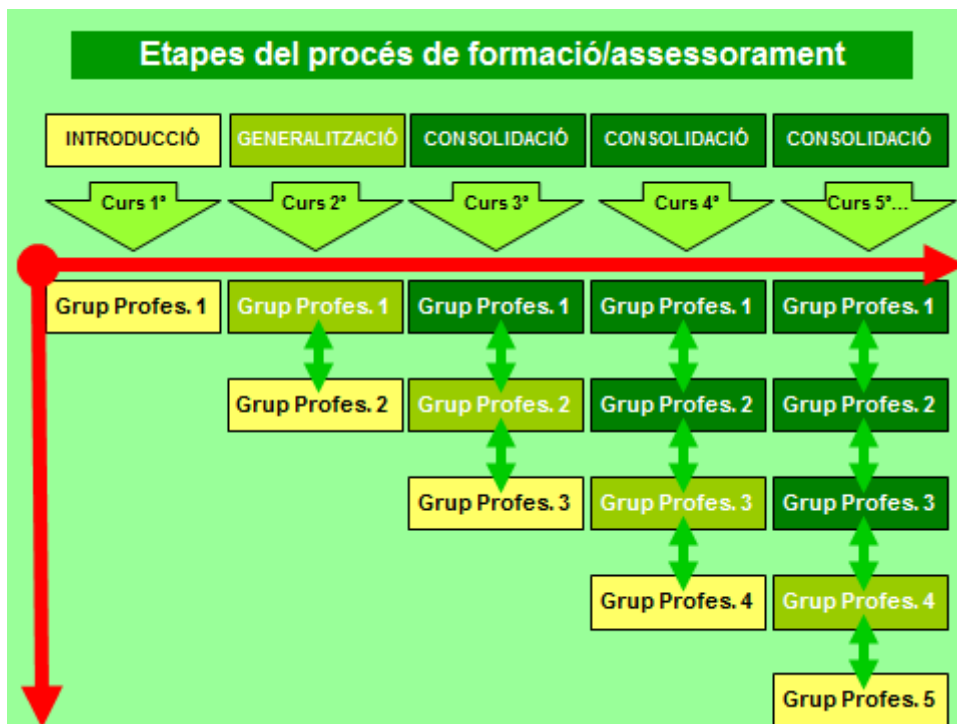 Etapes del procés de formació/assessorament
INTRODUCCIÓ GENERALITZACIÓ CONSOLIDACIÓ CONSOLIDACIÓ CONSOLIDACIÓ
Curs 1º Curs 2º Curs 3º Curs 4º Curs 5º...
Grup Profes. 1 Grup Profes. 1 Grup Profes. 1 Grup Profes. 1 Grup Profes. 1
Grup Profes. 2 Grup Profes. 2 Grup Profes. 2 Grup Profes. 2
Grup Profes. 3 Grup Profes. 3 Grup Profes. 3
Grup Profes. 4 Grup Profes. 4
Grup Profes. 5